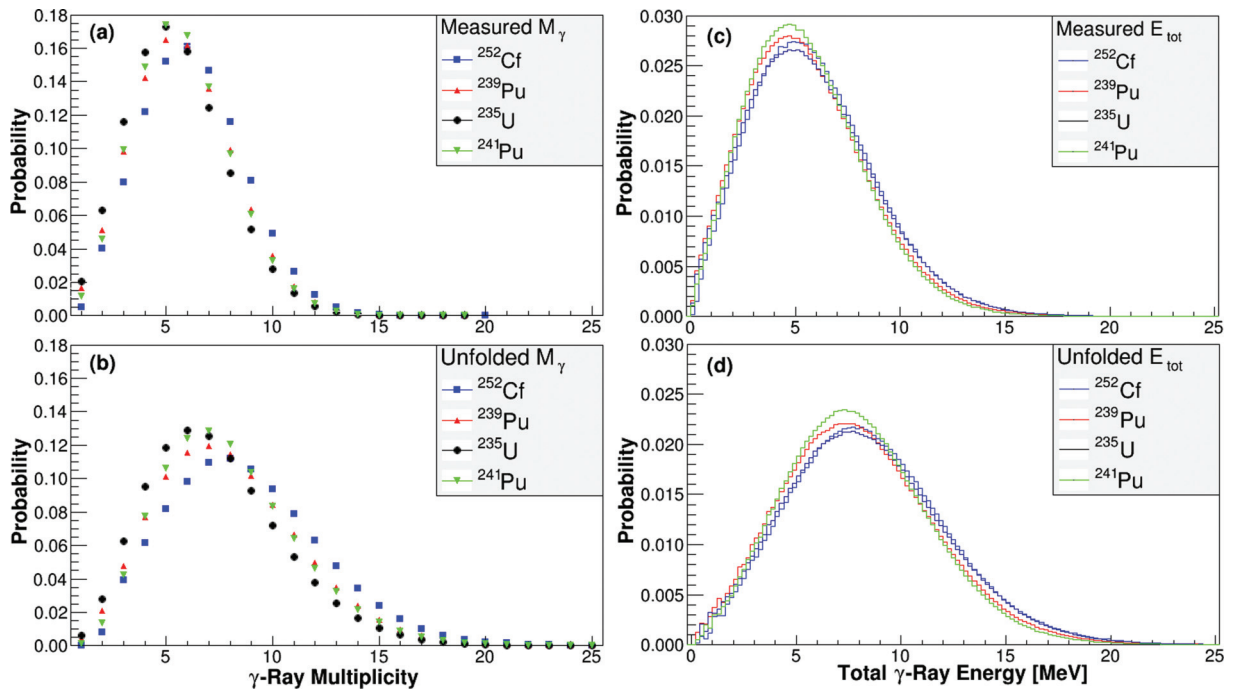 (a)
Measured Mγ
²⁵²Cf
²³⁹Pu
²³⁵U
²⁴¹Pu
Probability
0.18
0.16
0.14
0.12
0.10
0.08
0.06
0.04
0.02
0.00
5 10 15 20 25
(b)
Unfolded Mγ
²⁵²Cf
²³⁹Pu
²³⁵U
²⁴¹Pu
Probability
0.18
0.16
0.14
0.12
0.10
0.08
0.06
0.04
0.02
0.00
5 10 15 20 25
γ-Ray Multiplicity
(c)
Measured Etot
²⁵²Cf
²³⁹Pu
²³⁵U
²⁴¹Pu
Probability
0.030
0.025
0.020
0.015
0.010
0.005
0.000
0 5 10 15 20 25
(d)
Unfolded Etot
²⁵²Cf
²³⁹Pu
²³⁵U
²⁴¹Pu
Probability
0.030
0.025
0.020
0.015
0.010
0.005
0.000
0 5 10 15 20 25
Total γ-Ray Energy [MeV]